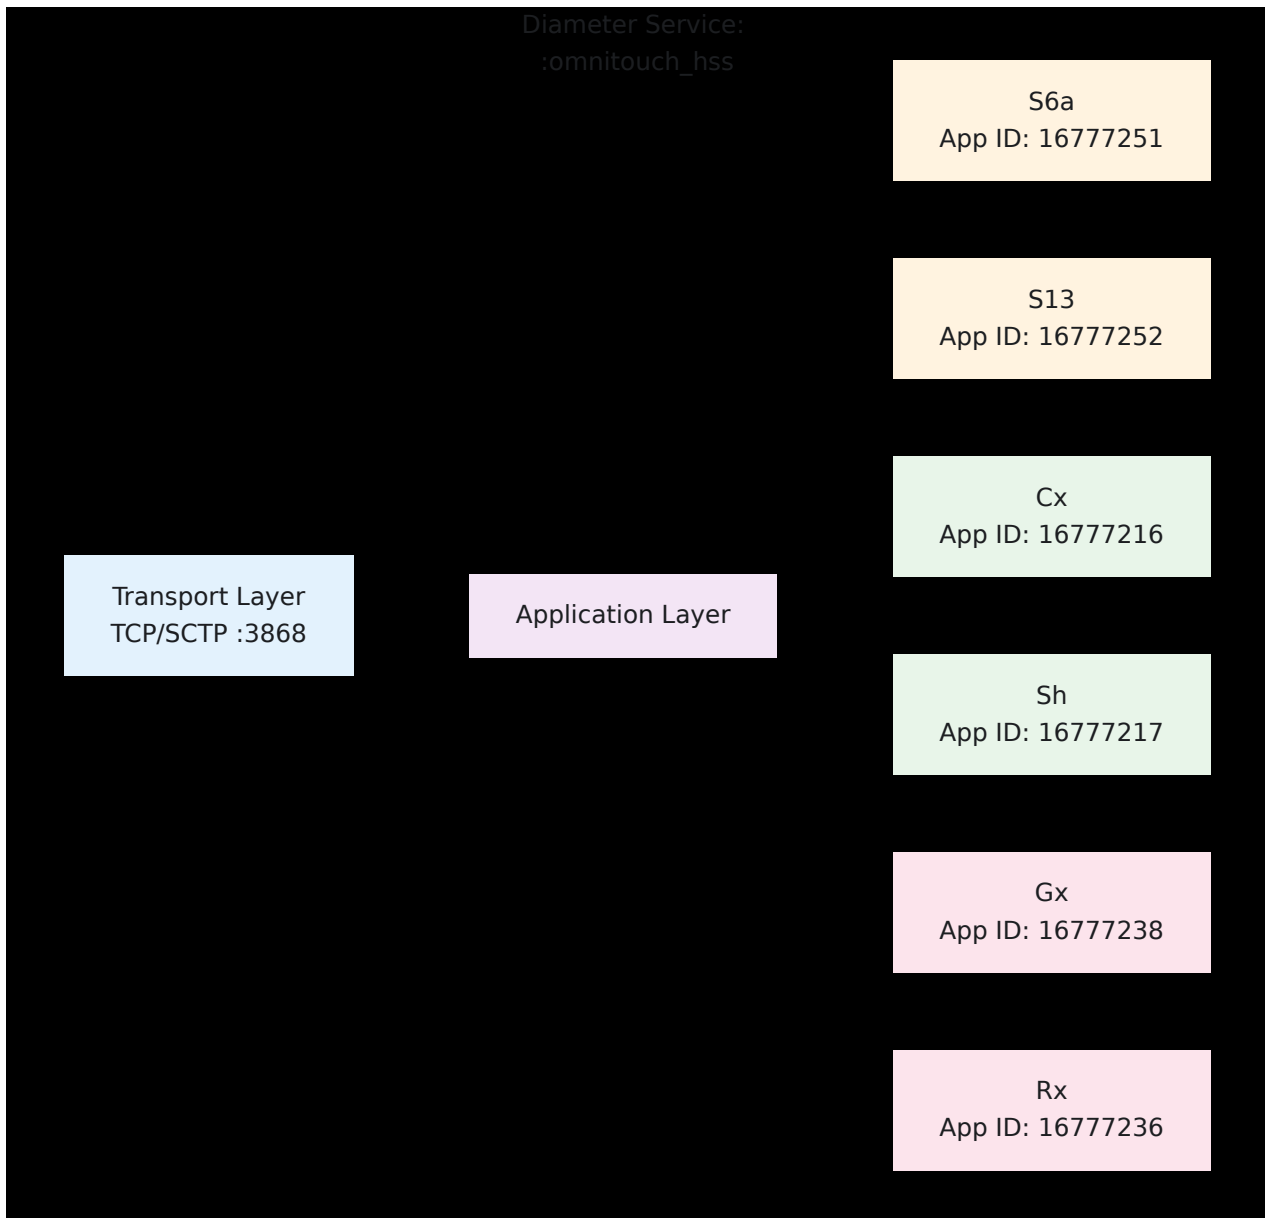 Diameter Service:
:omnitouch_hss
S6a
App ID: 16777251
S13
App ID: 16777252
Cx
App ID: 16777216
Transport Layer
TCP/SCTP :3868
Application Layer
Sh
App ID: 16777217
Gx
App ID: 16777238
Rx
App ID: 16777236